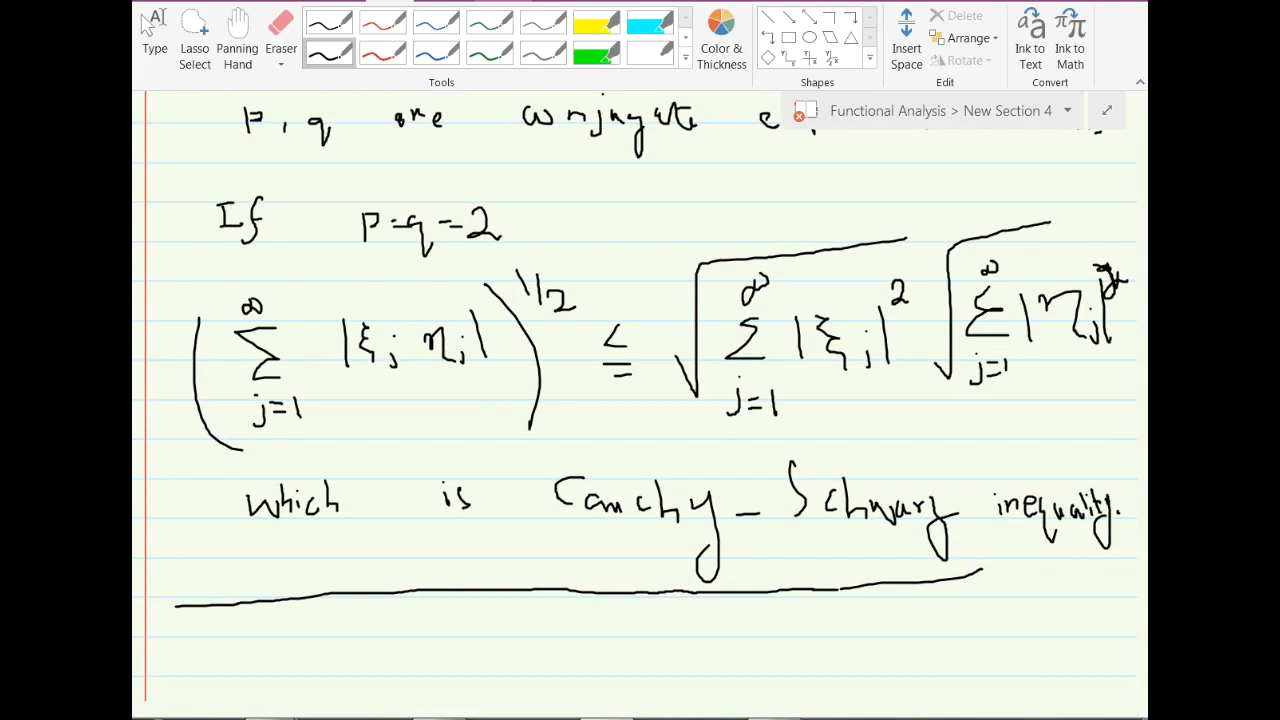 Type
Lasso Select
Panning Hand
Eraser
Color & Thickness
Insert Space
Delete
Arrange
Rotate
Ink to Text
Ink to Math
Tools
Shapes
Edit
Convert
Functional Analysis > New Section 4
p, q are conjugate
If p = q = 2
( ∑_{j=1}^{∞} |ξ_j η_j| )^{1/2} ≤ √(∑_{j=1}^{∞} |ξ_j|^2) √(∑_{j=1}^{∞} |η_j|^2)
which is Cauchy - Schwarz inequality.